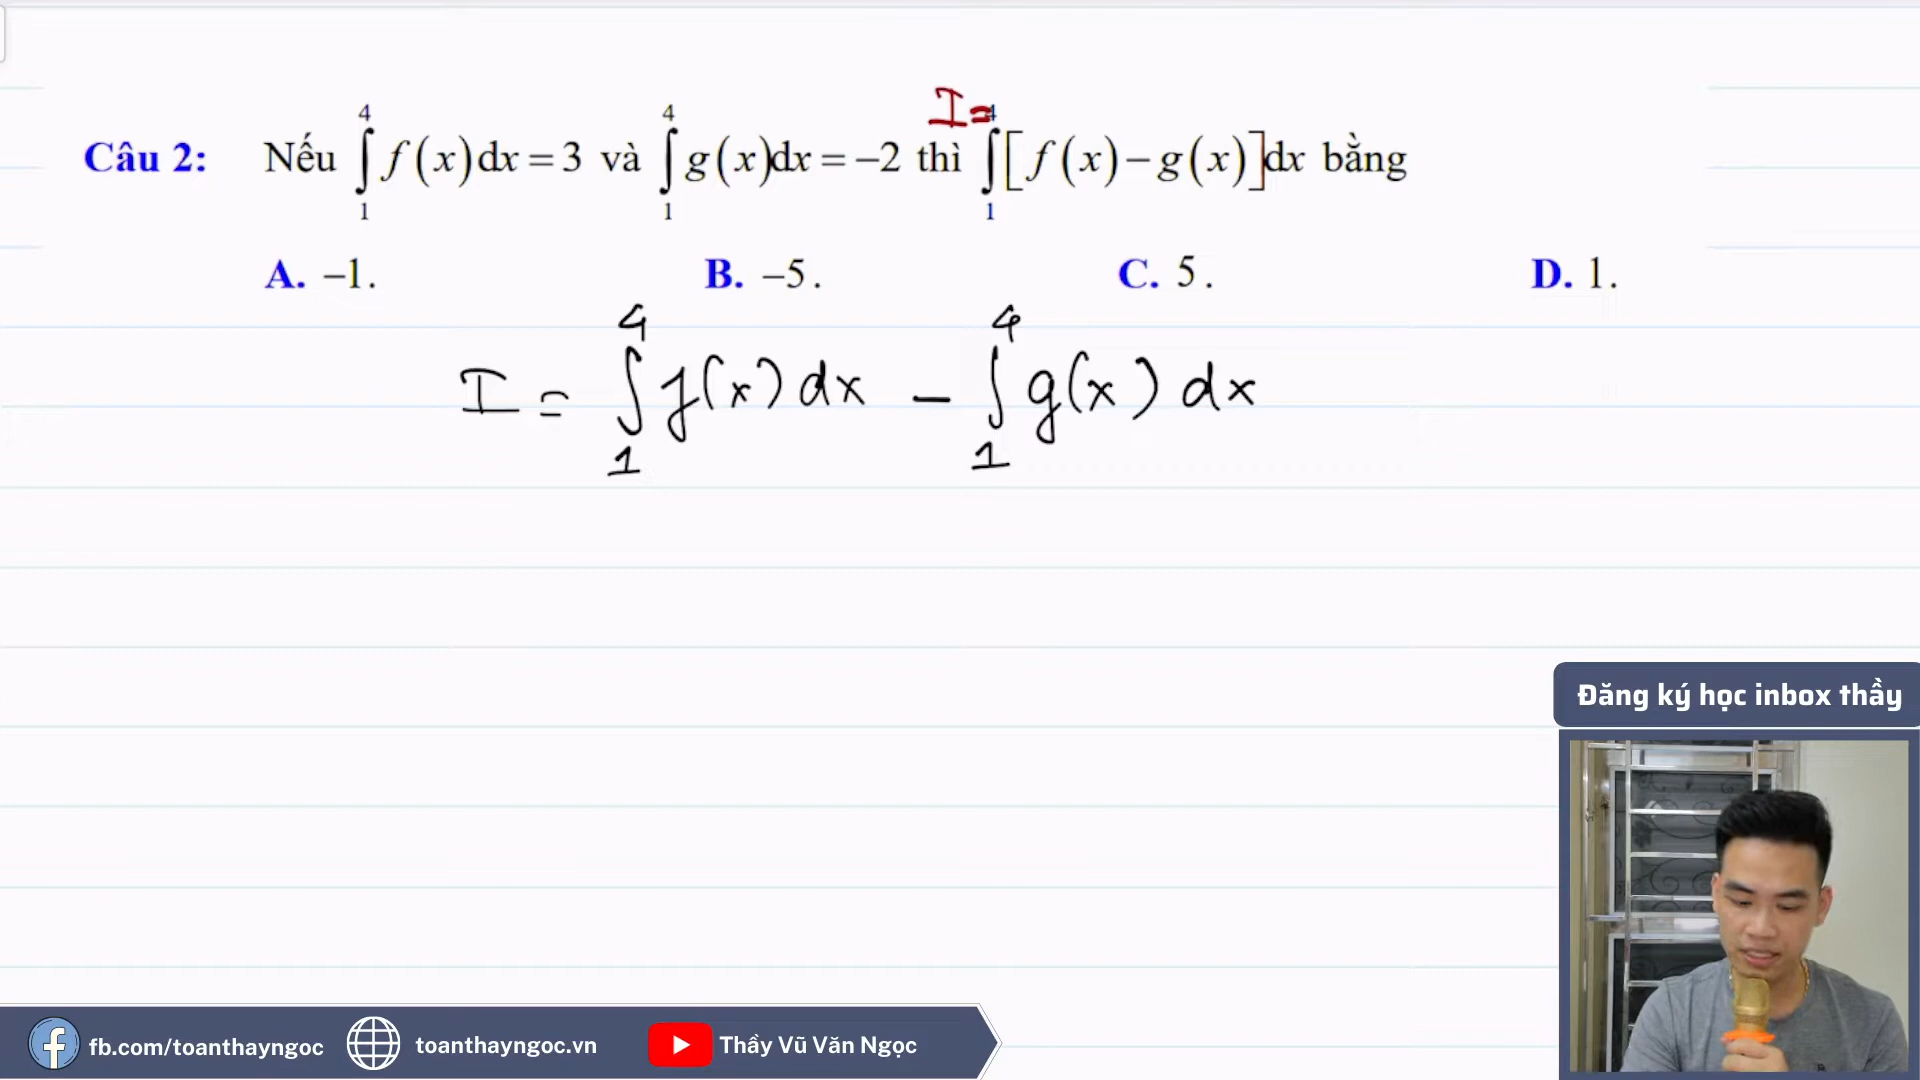 I =
Câu 2: Nếu ∫₁⁴ f(x)dx = 3 và ∫₁⁴ g(x)dx = −2 thì ∫₁⁴ [f(x) − g(x)]dx bằng
A. −1. B. −5. C. 5. D. 1.
I = ∫₁⁴ f(x) dx − ∫₁⁴ g(x) dx
Đăng ký học inbox thầy
fb.com/toanthayngoc toanthayngoc.vn Thầy Vũ Văn Ngọc